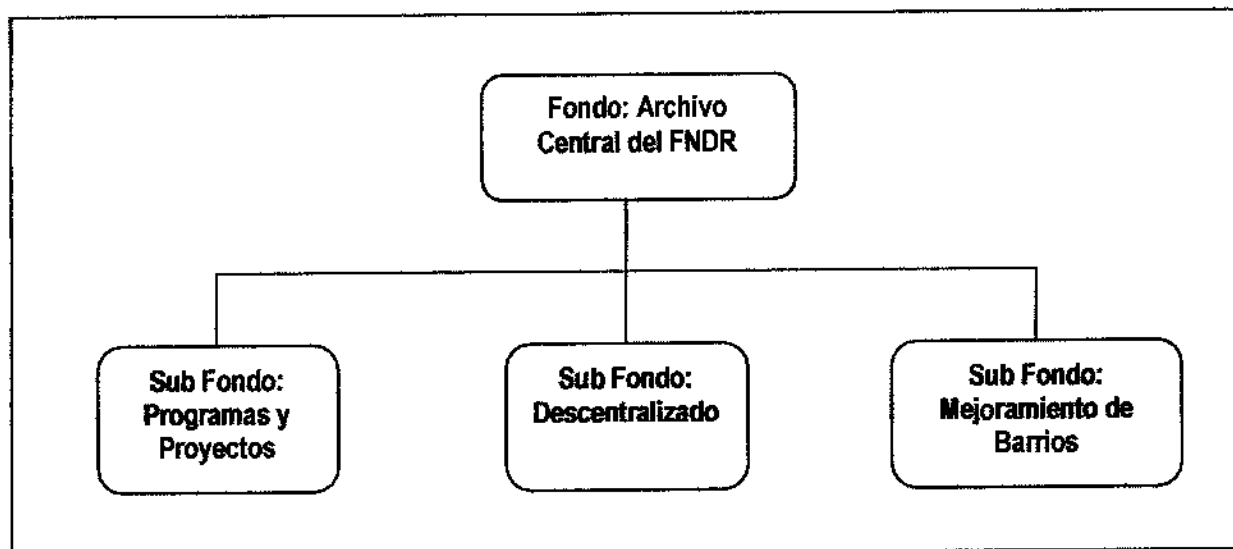 Fondo: Archivo
Central del FNDR
Sub Fondo:
Programas y
Proyectos
Sub Fondo:
Descentralizado
Sub Fondo:
Mejoramiento de
Barrios